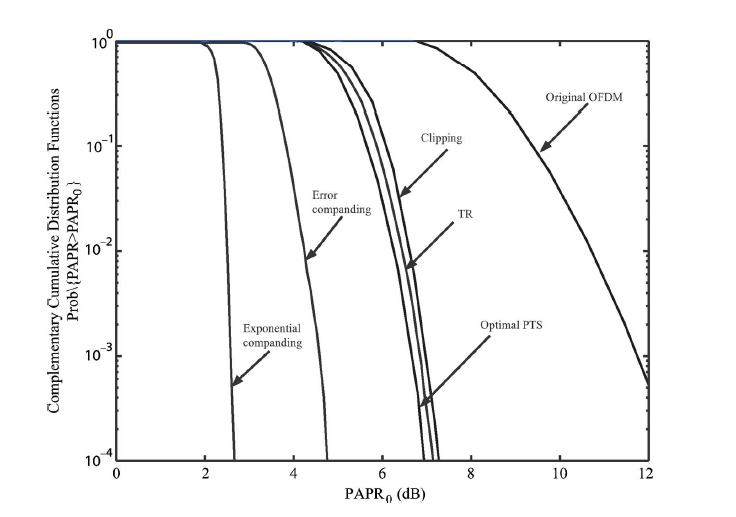 Complementary Cumulative Distribution Functions
Prob\{PAPR>PAPR0}
10^0
10^−1
10^−2
10^−3
10^−4
Original OFDM
Clipping
Error
companding
TR
Optimal PTS
Exponential
companding
0 2 4 6 8 10 12
PAPR0 (dB)